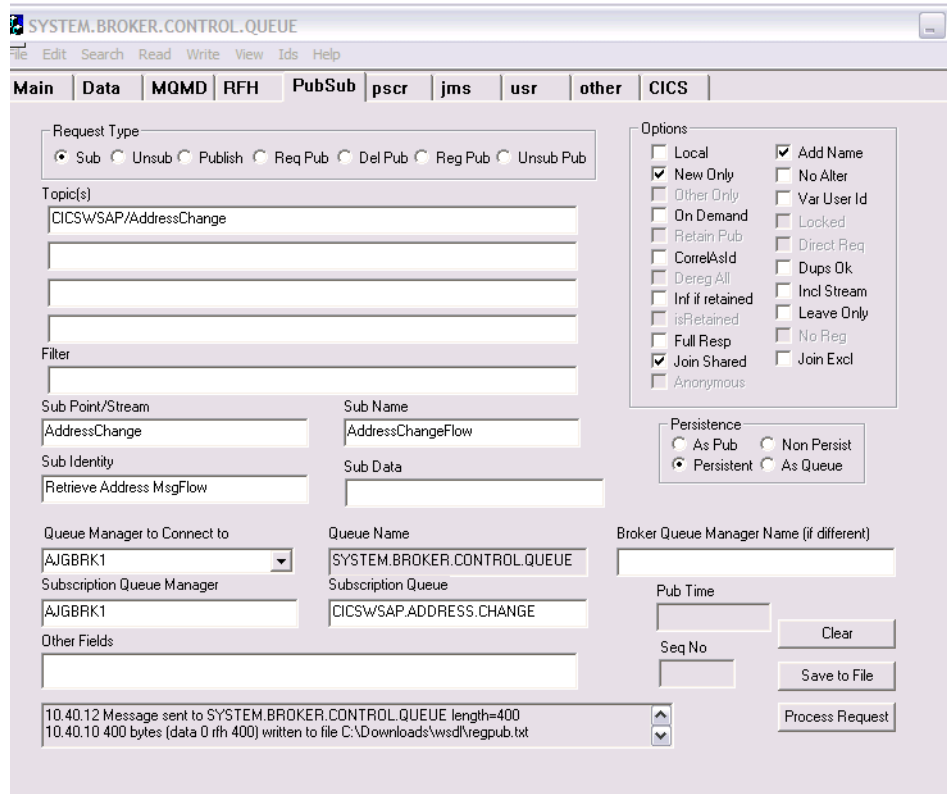 SYSTEM.BROKER.CONTROL.QUEUE
File Edit Search Read Write View Ids Help
Main Data MQMD RFH PubSub pscr jms usr other CICS
Request Type
Sub Unsub Publish Req Pub Del Pub Reg Pub Unsub Pub
Topic(s)
CICSWSAP/AddressChange
Filter
Sub Point/Stream Sub Name
AddressChange AddressChangeFlow
Sub Identity Sub Data
Retrieve Address MsgFlow
Options
Local Add Name
New Only No Alter
Other Only Var User Id
On Demand Locked
Retain Pub Direct Req
CorrelAsId Dups Ok
Dereg All Incl Stream
Inf if retained Leave Only
isRetained No Reg
Full Resp Join Excl
Join Shared
Anonymous
Persistence
As Pub Non Persist
Persistent As Queue
Queue Manager to Connect to Queue Name Broker Queue Manager Name (if different)
AJGBRK1 SYSTEM.BROKER.CONTROL.QUEUE
Subscription Queue Manager Subscription Queue
AJGBRK1 CICSWSAP.ADDRESS.CHANGE
Other Fields
Pub Time
Seq No
Clear
Save to File
Process Request
10.40.12 Message sent to SYSTEM.BROKER.CONTROL.QUEUE length=400
10.40.10 400 bytes (data 0 rfh 400) written to file C:\Downloads\wsdl\regpub.txt